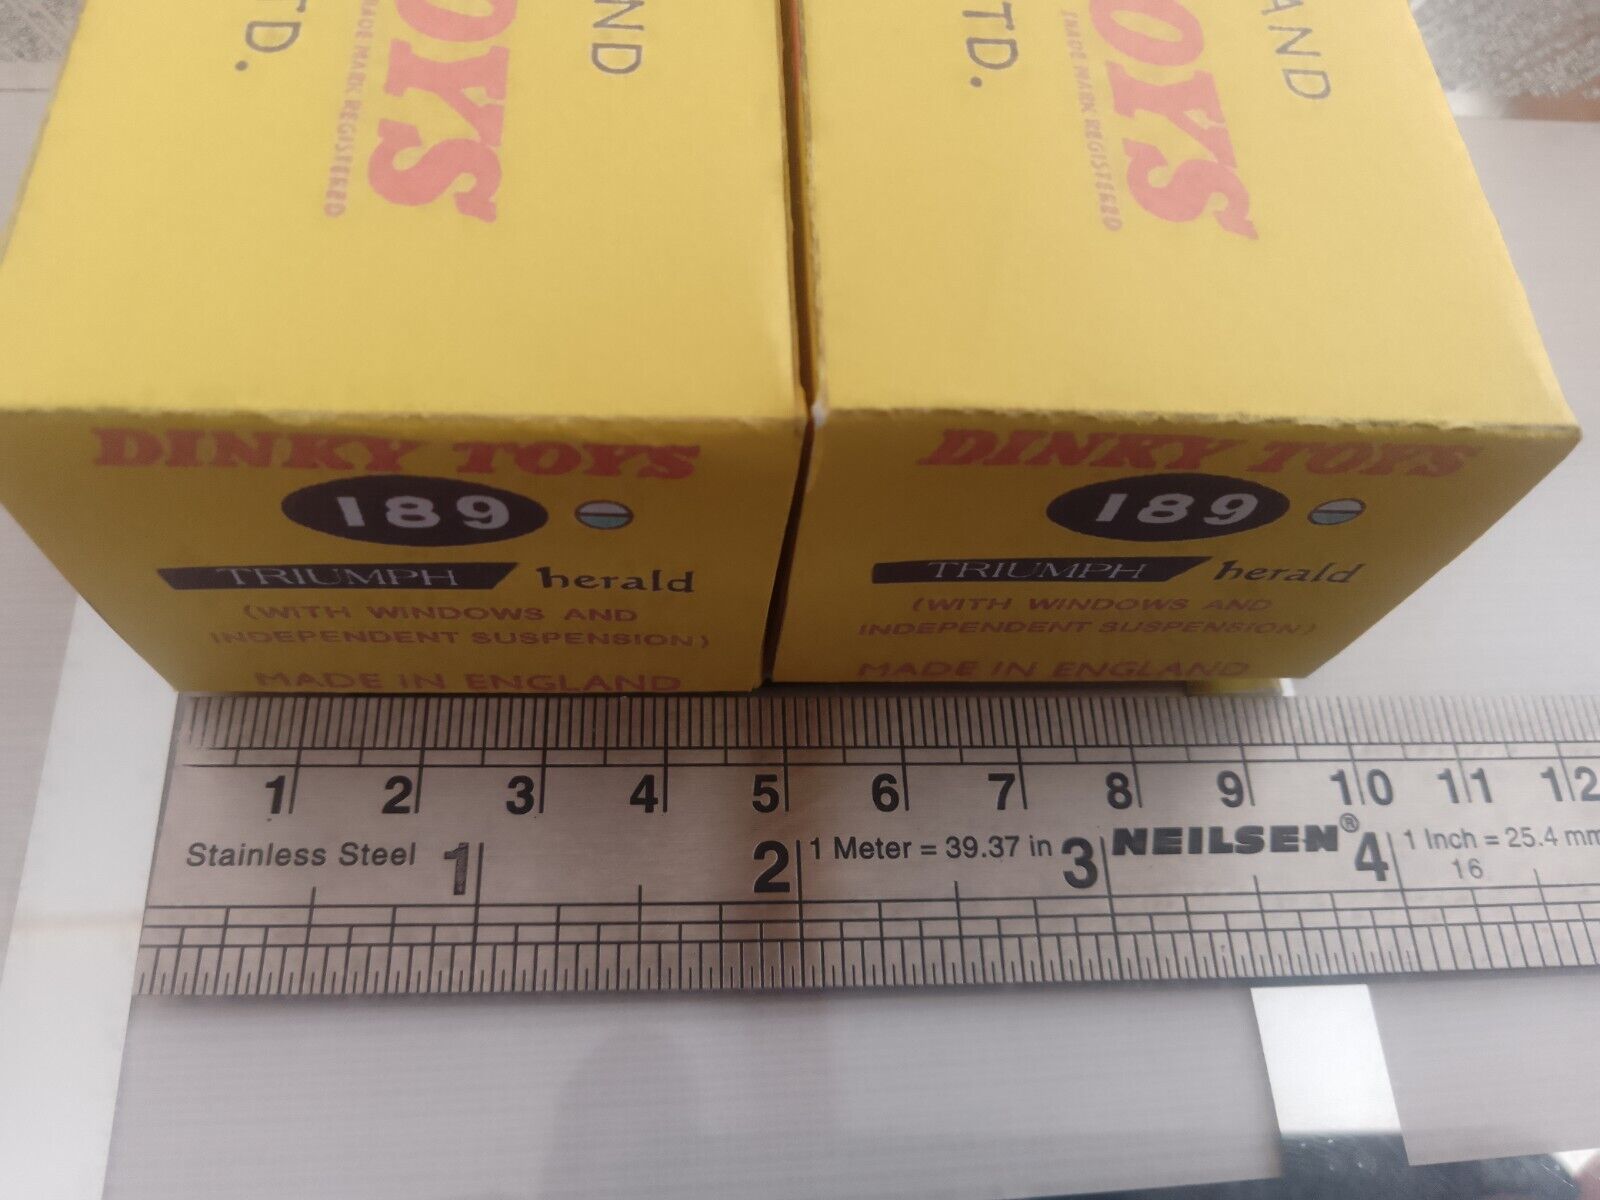 AND
OYS
TRADE MARK REGISTERED
TD.
AND
OYS
TRADE MARK REGISTERED
TD.
DINKY TOYS
189
TRIUMPH herald
(WITH WINDOWS AND
INDEPENDENT SUSPENSION)
MADE IN ENGLAND
DINKY TOYS
189
TRIUMPH herald
(WITH WINDOWS AND
INDEPENDENT SUSPENSION)
MADE IN ENGLAND
1 2 3 4 5 6 7 8 9 10 11 12
Stainless Steel 1 2 1 Meter = 39.37 in 3 NEILSEN® 4 1 Inch = 25.4 mm
16